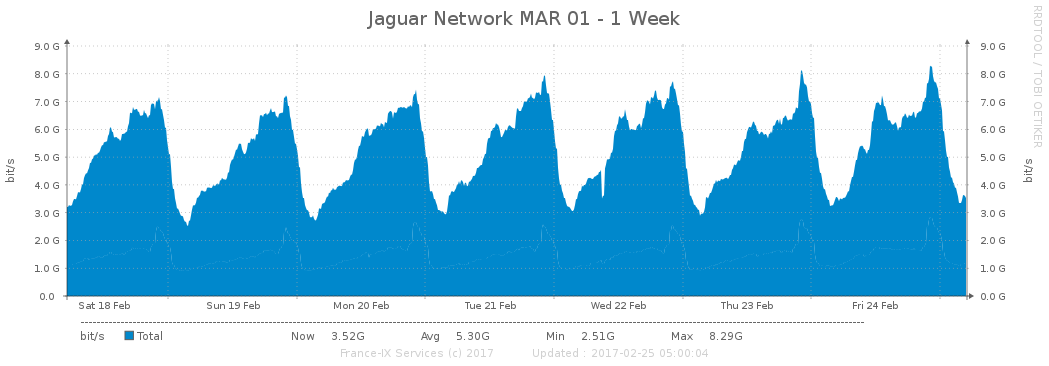 Jaguar Network MAR 01 - 1 Week
RRDTOOL / TOBI OETIKER
9.0 G 9.0 G
8.0 G 8.0 G
7.0 G 7.0 G
6.0 G 6.0 G
5.0 G 5.0 G
4.0 G 4.0 G
3.0 G 3.0 G
2.0 G 2.0 G
1.0 G 1.0 G
0.0 0.0 G
bit/s
bit/s
Sat 18 Feb Sun 19 Feb Mon 20 Feb Tue 21 Feb Wed 22 Feb Thu 23 Feb Fri 24 Feb
bit/s Total Now 3.52G Avg 5.30G Min 2.51G Max 8.29G
France-IX Services (c) 2017 Updated : 2017-02-25 05:00:04